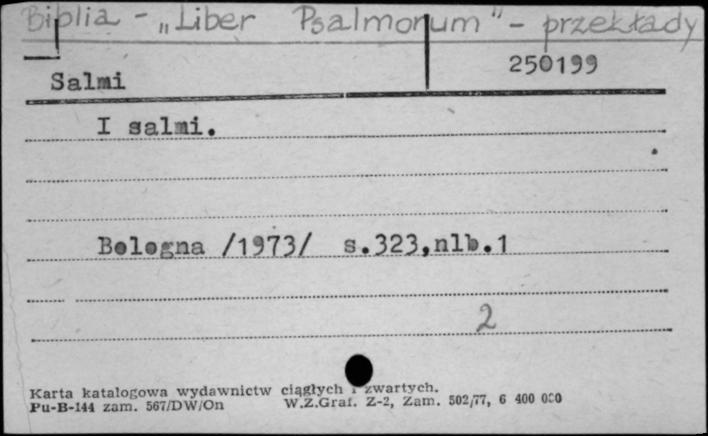 Biblia - „Liber Psalmorum" - przekłady
250199
Salmi
I salmi.
Bologna /1973/ s.323,nlb.1
2
Karta katalogowa wydawnictw ciągłych i zwartych.
Pu-B-144 zam. 567/DW/On W.Z.Graf. Z-2, Zam. 502/77, 6 400 000